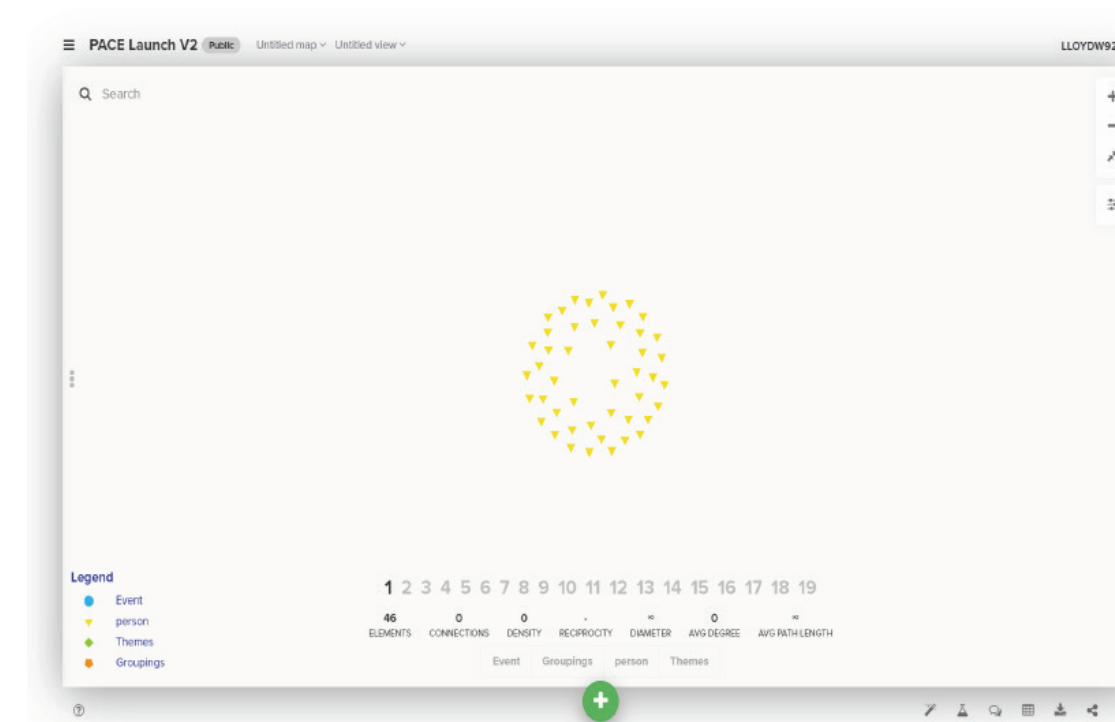 PACE Launch V2 Public Untitled map Untitled view LLOYDW92
Search
Legend
Event
person
Themes
Groupings
1 2 3 4 5 6 7 8 9 10 11 12 13 14 15 16 17 18 19
46 0 0 - ∞ 0 ∞
ELEMENTS CONNECTIONS DENSITY RECIPROCITY DIAMETER AVG DEGREE AVG PATH LENGTH
Event Groupings person Themes